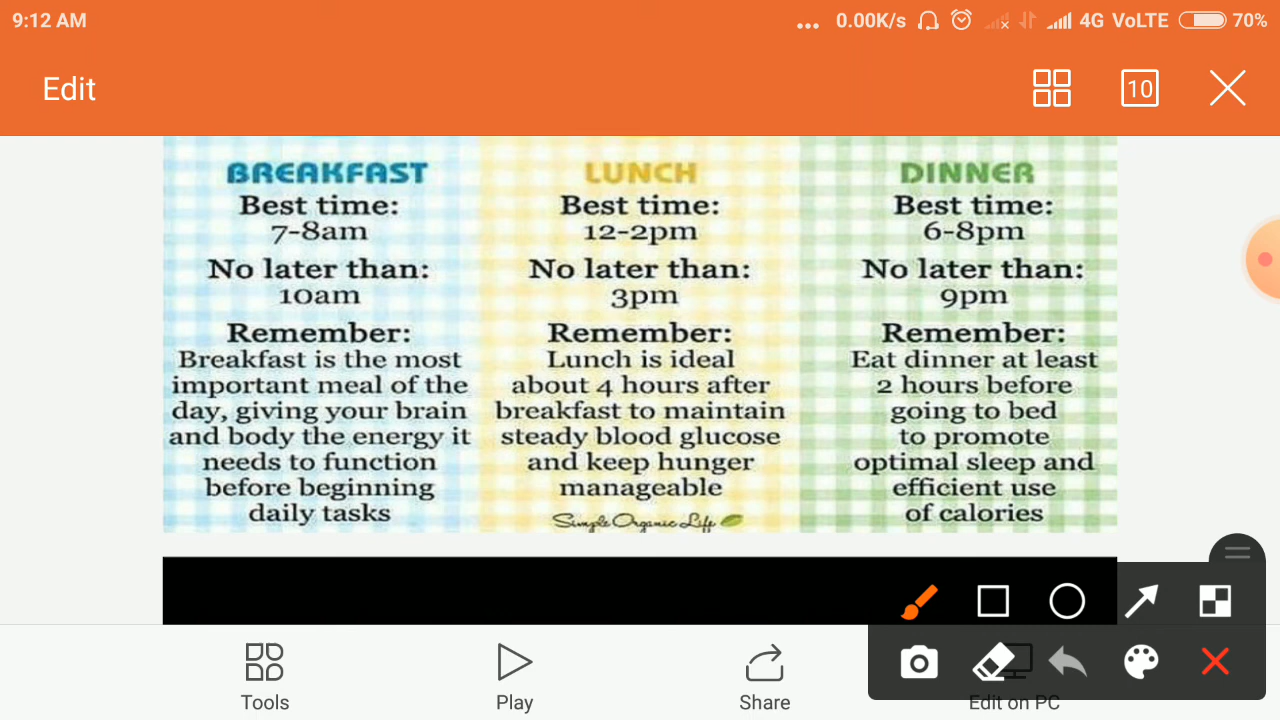 9:12 AM
... 0.00K/s 4G VoLTE 70%
Edit
10
BREAKFAST
Best time:
7-8am
No later than:
10am
Remember:
Breakfast is the most
important meal of the
day, giving your brain
and body the energy it
needs to function
before beginning
daily tasks
LUNCH
Best time:
12-2pm
No later than:
3pm
Remember:
Lunch is ideal
about 4 hours after
breakfast to maintain
steady blood glucose
and keep hunger
manageable
Simple Organic Life
DINNER
Best time:
6-8pm
No later than:
9pm
Remember:
Eat dinner at least
2 hours before
going to bed
to promote
optimal sleep and
efficient use
of calories
Tools
Play
Share
Edit on PC